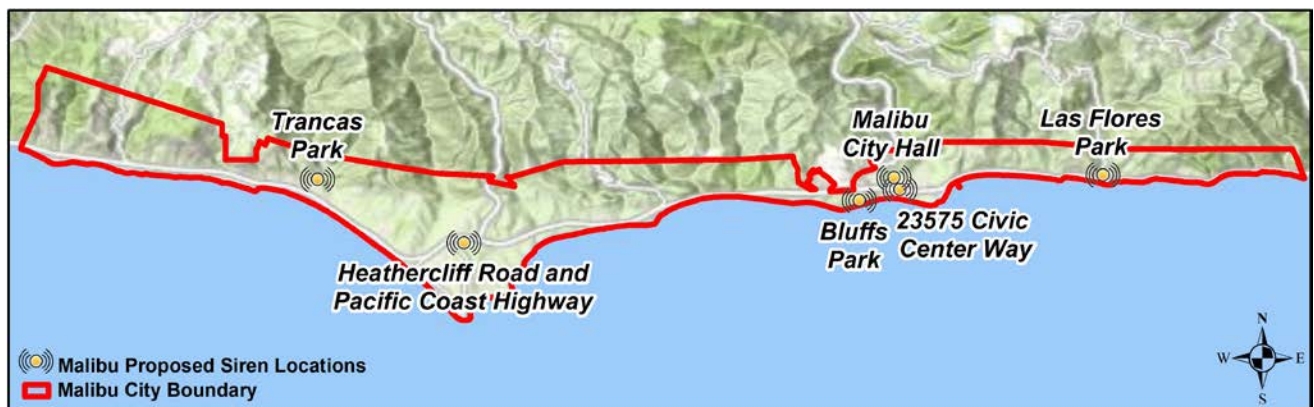 Trancas
Park
Malibu
City Hall
Las Flores
Park
Heathercliff Road and
Pacific Coast Highway
Bluffs
Park
23575 Civic
Center Way
Malibu Proposed Siren Locations
Malibu City Boundary
N
W
E
S